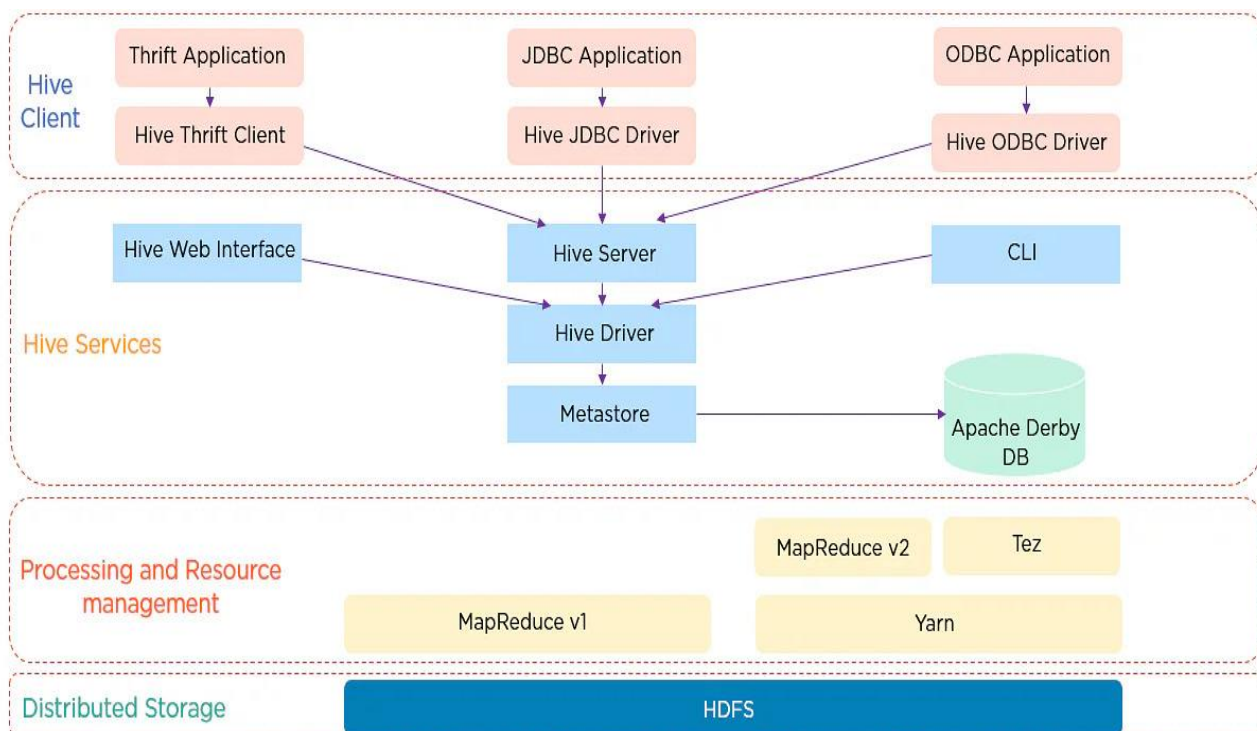 Thrift Application
JDBC Application
ODBC Application
Hive
Client
Hive Thrift Client
Hive JDBC Driver
Hive ODBC Driver
Hive Web Interface
Hive Server
CLI
Hive Driver
Hive Services
Metastore
Apache Derby
DB
MapReduce v2
Tez
Processing and Resource
management
MapReduce v1
Yarn
Distributed Storage
HDFS